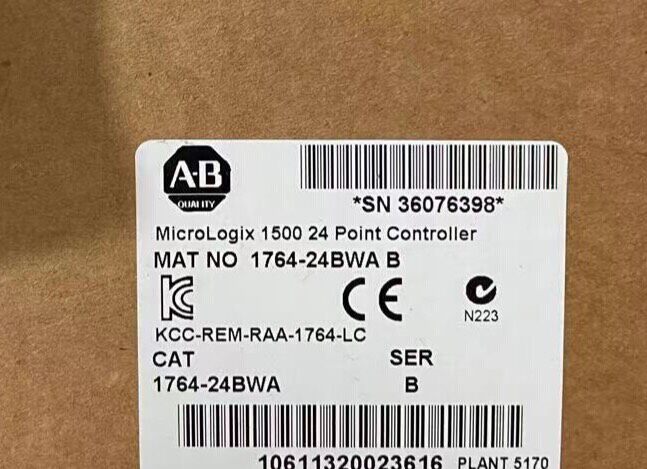 A-B
QUALITY
*SN 36076398*
MicroLogix 1500 24 Point Controller
MAT NO 1764-24BWA B
KC
CE
N223
KCC-REM-RAA-1764-LC
CAT SER
1764-24BWA B
10611320023616 PLANT 5170